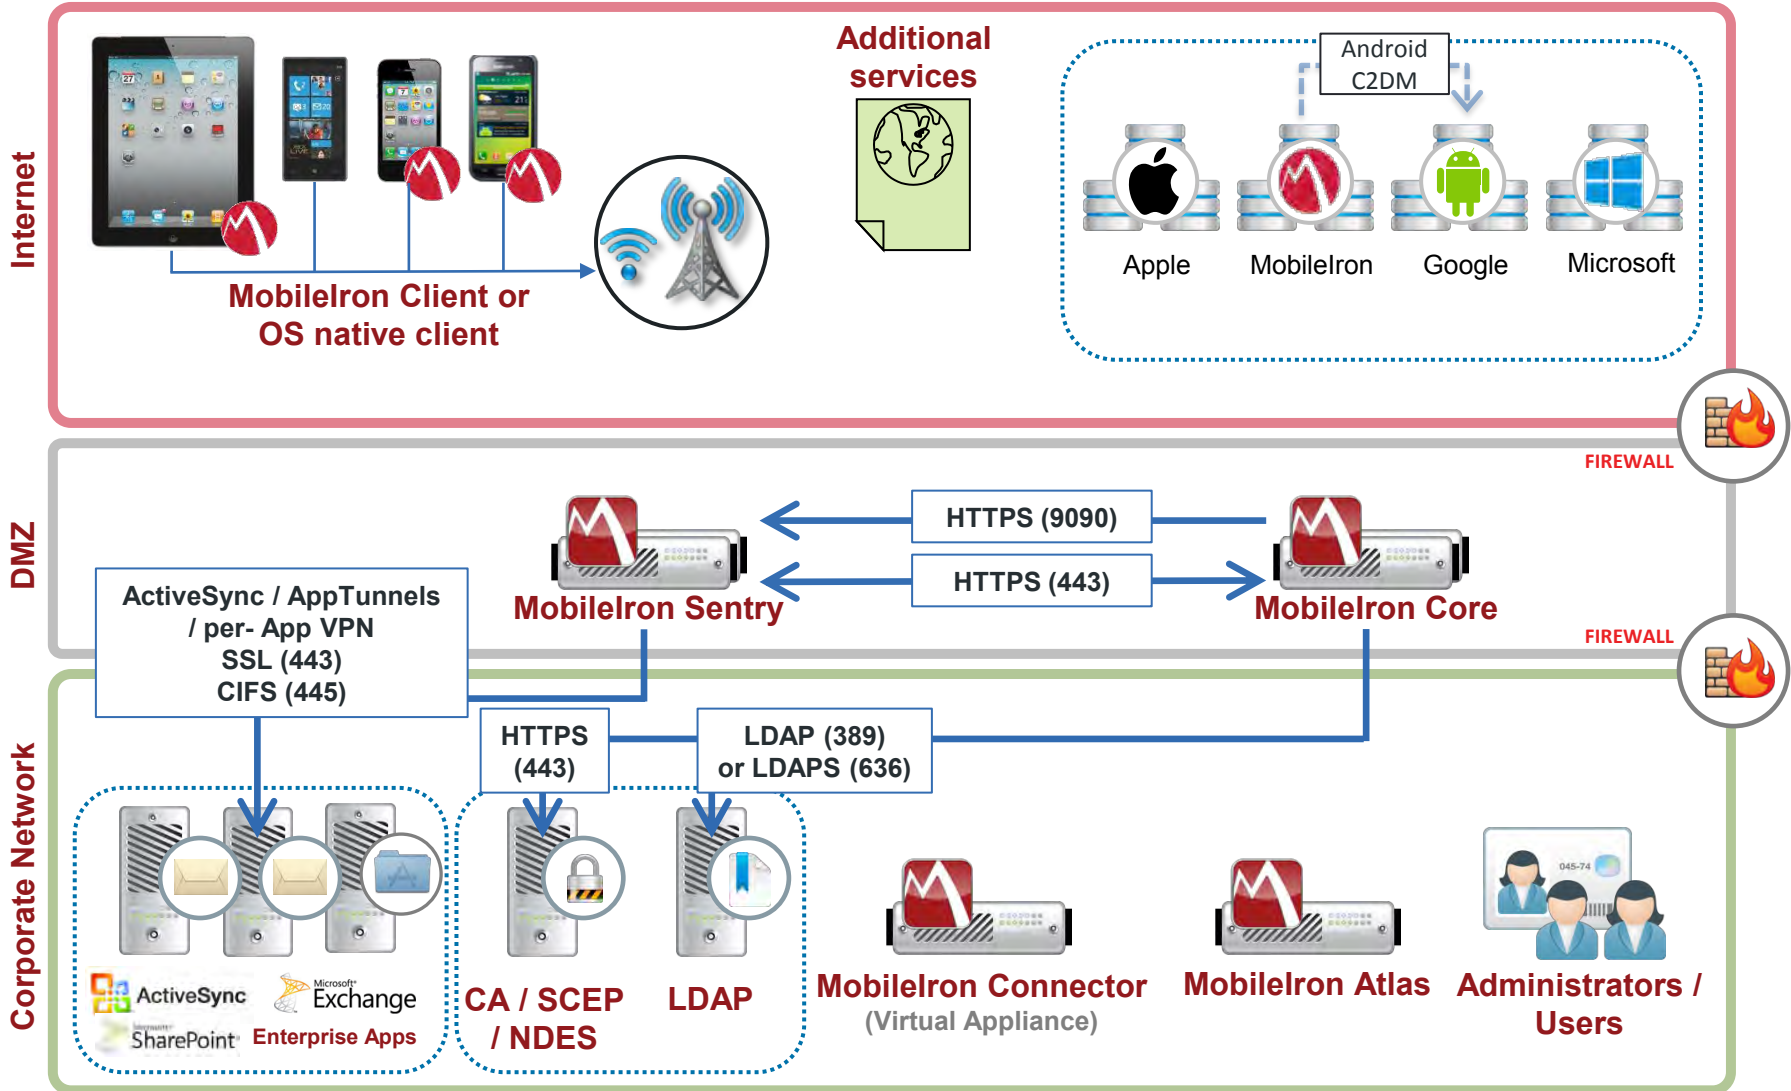 Internet
Additional
services
Android
C2DM
Apple
MobileIron
Google
Microsoft
MobileIron Client or
OS native client
FIREWALL
DMZ
HTTPS (9090)
HTTPS (443)
MobileIron Sentry
MobileIron Core
ActiveSync / AppTunnels
/ per- App VPN
SSL (443)
CIFS (445)
FIREWALL
Corporate Network
HTTPS
(443)
LDAP (389)
or LDAPS (636)
045-74
ActiveSync
Microsoft
Exchange
SharePoint
Enterprise Apps
CA / SCEP
/ NDES
LDAP
MobileIron Connector
(Virtual Appliance)
MobileIron Atlas
Administrators /
Users